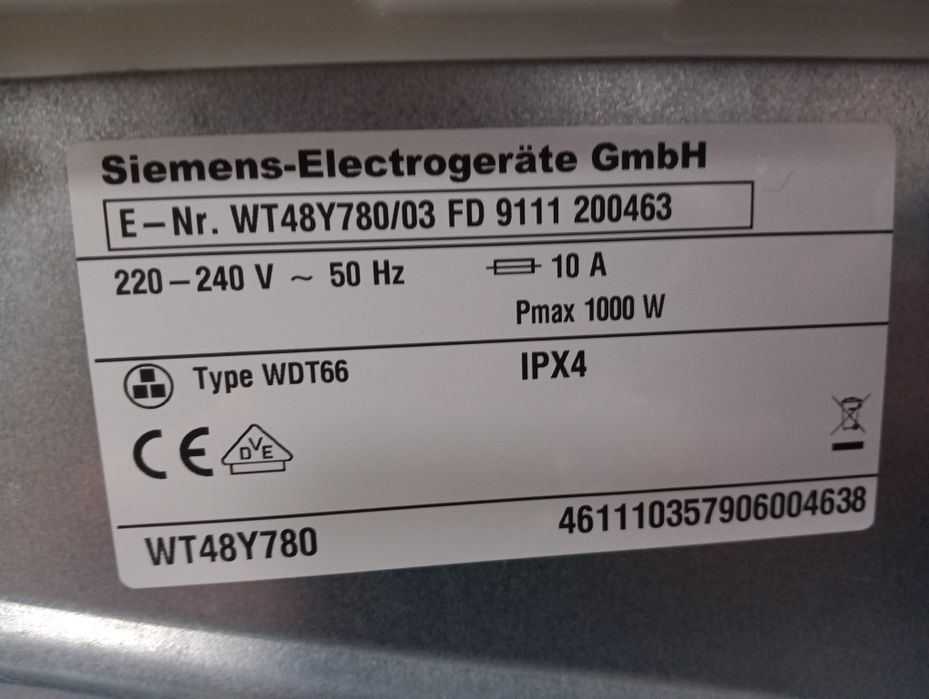 Siemens-Electrogeräte GmbH
E-Nr. WT48Y780/03 FD 9111 200463
220-240 V ~ 50 Hz 10 A
Pmax 1000 W
Type WDT66 IPX4
CE DVE
WT48Y780 461110357906004638